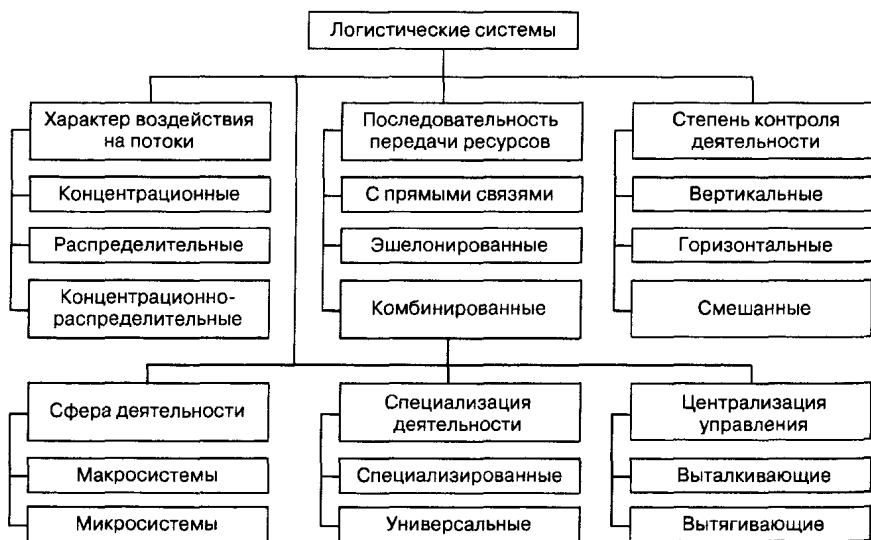 Логистические системы
Характер воздействия
на потоки
Концентрационные
Распределительные
Концентрационно-
распределительные
Последовательность
передачи ресурсов
С прямыми связями
Эшелонированные
Комбинированные
Степень контроля
деятельности
Вертикальные
Горизонтальные
Смешанные
Сфера деятельности
Макросистемы
Микросистемы
Специализация
деятельности
Специализированные
Универсальные
Централизация
управления
Выталкивающие
Вытягивающие